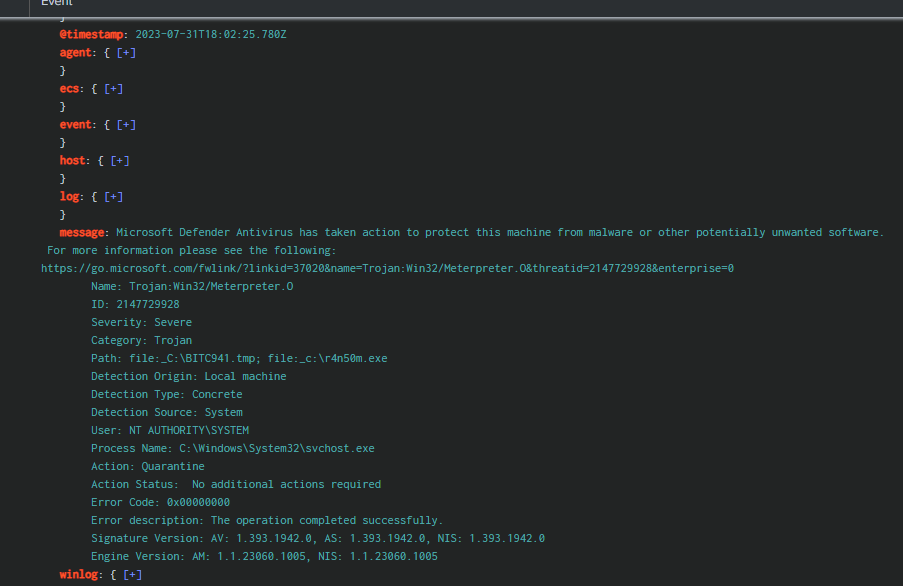 Event
}
@timestamp: 2023-07-31T18:02:25.780Z
agent: { [+]
}
ecs: { [+]
}
event: { [+]
}
host: { [+]
}
log: { [+]
}
message: Microsoft Defender Antivirus has taken action to protect this machine from malware or other potentially unwanted software.
For more information please see the following:
https://go.microsoft.com/fwlink/?linkid=37020&name=Trojan:Win32/Meterpreter.O&threatid=2147729928&enterprise=0
Name: Trojan:Win32/Meterpreter.O
ID: 2147729928
Severity: Severe
Category: Trojan
Path: file:_C:\BITC941.tmp; file:_c:\r4n50m.exe
Detection Origin: Local machine
Detection Type: Concrete
Detection Source: System
User: NT AUTHORITY\SYSTEM
Process Name: C:\Windows\System32\svchost.exe
Action: Quarantine
Action Status:  No additional actions required
Error Code: 0x00000000
Error description: The operation completed successfully.
Signature Version: AV: 1.393.1942.0, AS: 1.393.1942.0, NIS: 1.393.1942.0
Engine Version: AM: 1.1.23060.1005, NIS: 1.1.23060.1005
winlog: { [+]